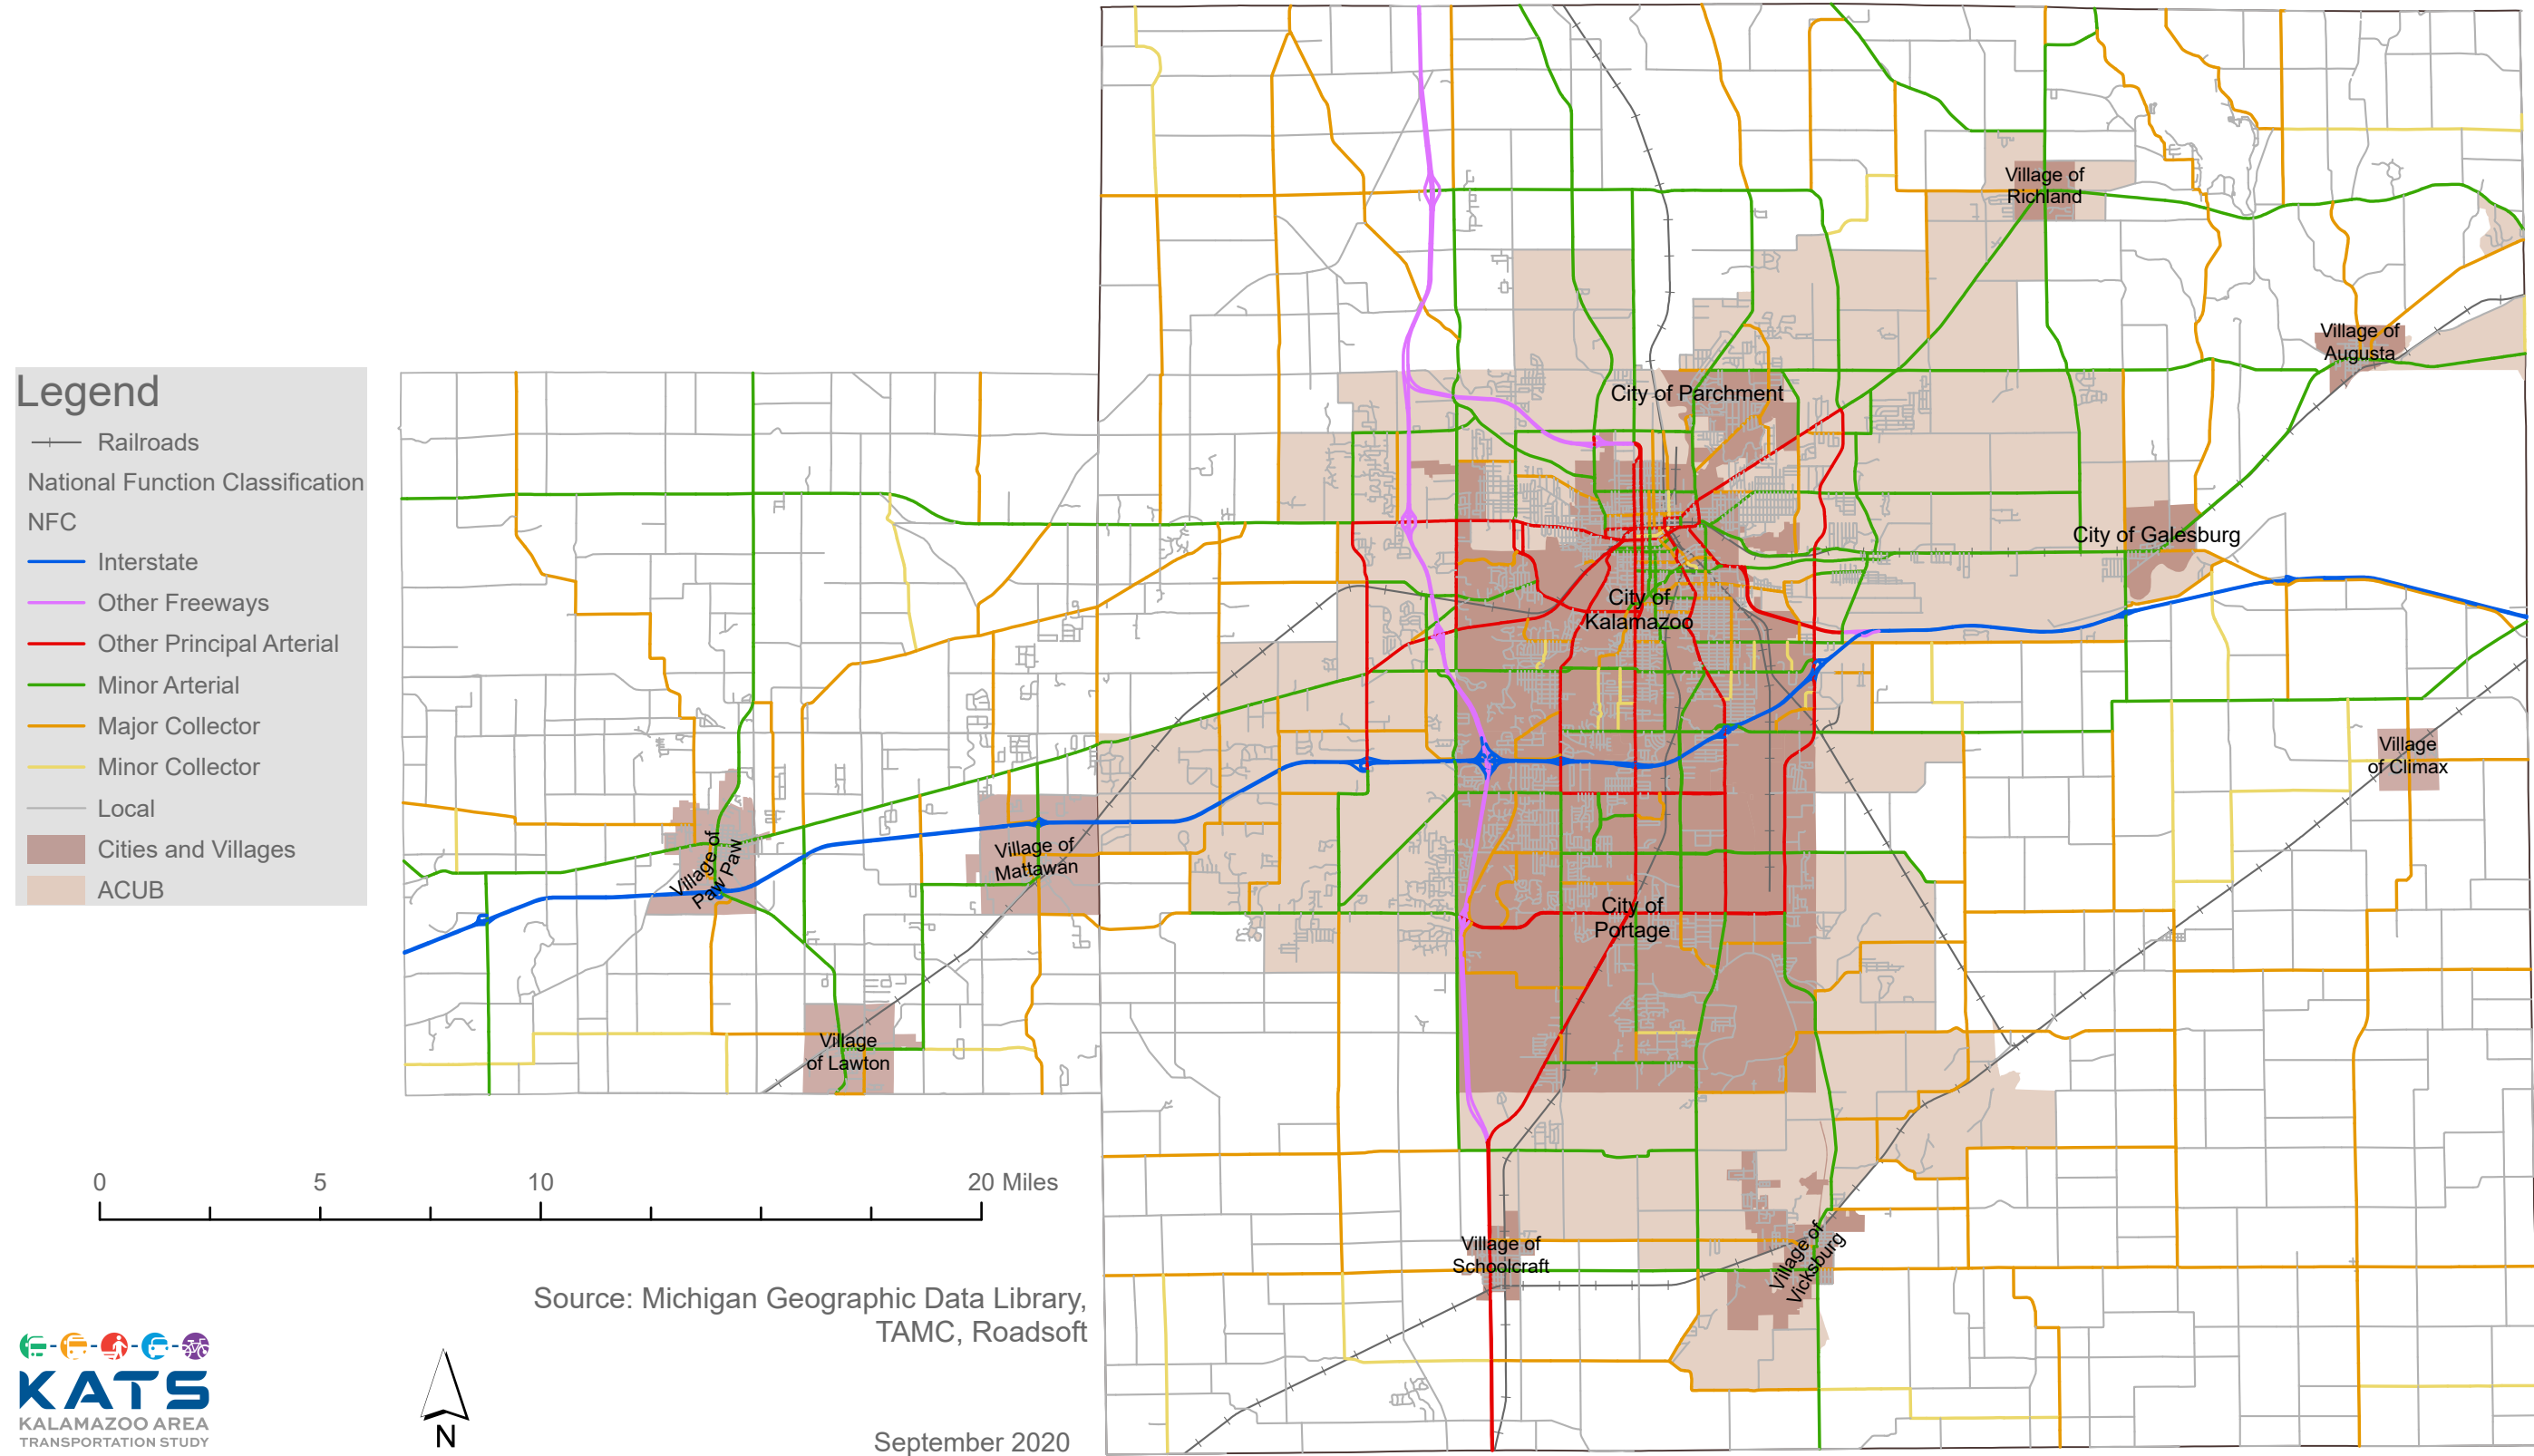 Legend
Railroads
National Function Classification
NFC
Interstate
Other Freeways
Other Principal Arterial
Minor Arterial
Major Collector
Minor Collector
Local
Cities and Villages
ACUB
0 5 10 20 Miles
Source: Michigan Geographic Data Library,
TAMC, Roadsoft
September 2020
N
KATS
KALAMAZOO AREA
TRANSPORTATION STUDY
Village of
Richland
Village of
Augusta
City of Parchment
City of Galesburg
City of
Kalamazoo
Village
of Climax
Village of
Paw Paw
Village of
Mattawan
City of
Portage
Village
of Lawton
Village of
Schoolcraft
Village of
Vicksburg